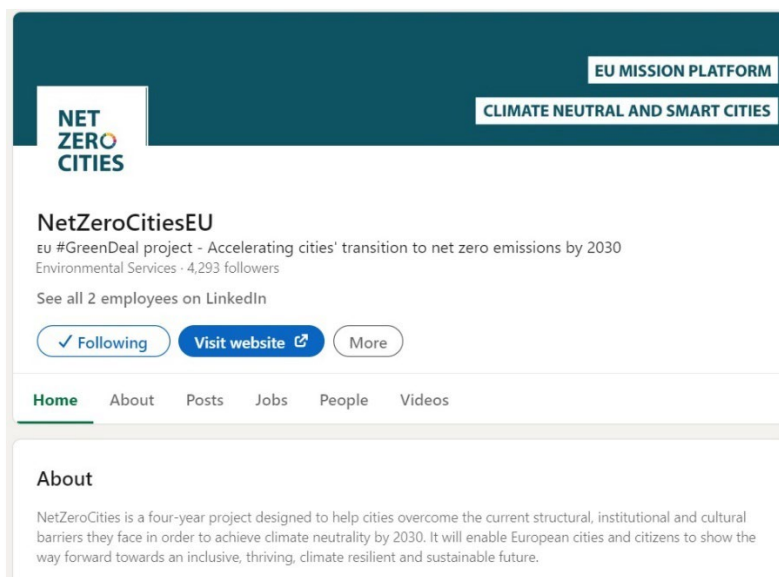 EU MISSION PLATFORM
CLIMATE NEUTRAL AND SMART CITIES
NET
ZERO
CITIES
NetZeroCitiesEU
EU #GreenDeal project - Accelerating cities' transition to net zero emissions by 2030
Environmental Services · 4,293 followers
See all 2 employees on LinkedIn
✓ Following Visit website More
Home About Posts Jobs People Videos
About
NetZeroCities is a four-year project designed to help cities overcome the current structural, institutional and cultural
barriers they face in order to achieve climate neutrality by 2030. It will enable European cities and citizens to show the
way forward towards an inclusive, thriving, climate resilient and sustainable future.